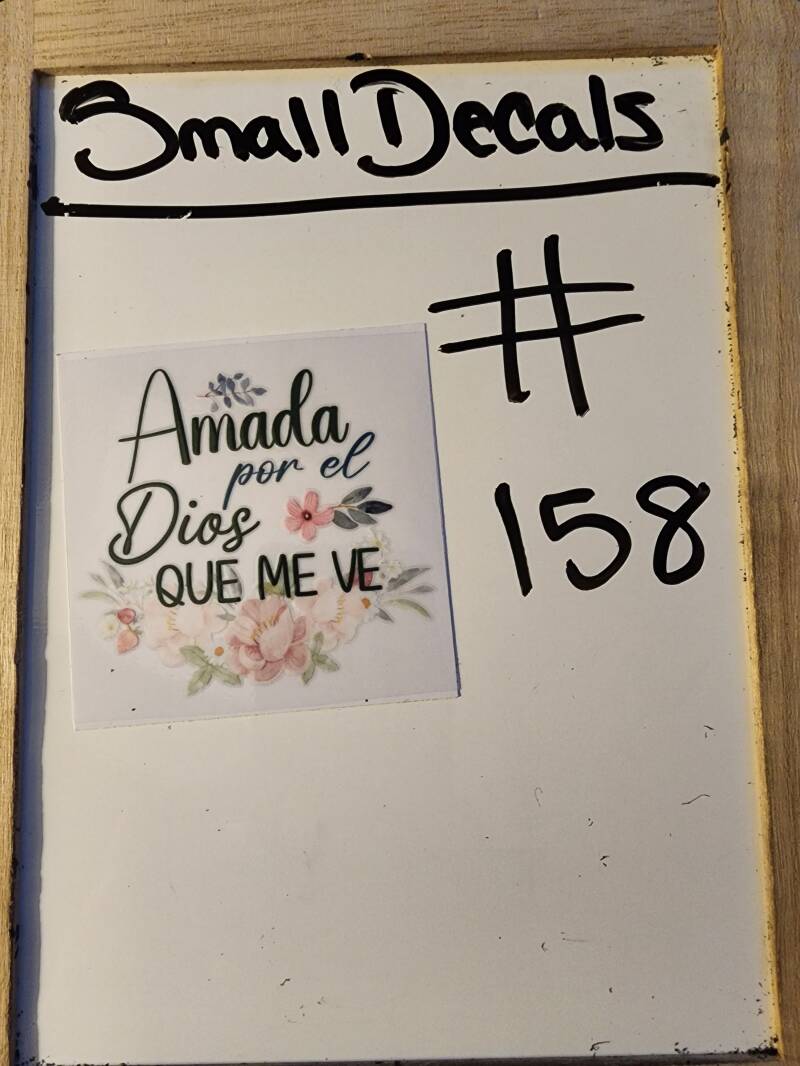 Small Decals
#
158
Amada
por el
Dios
QUE ME VE